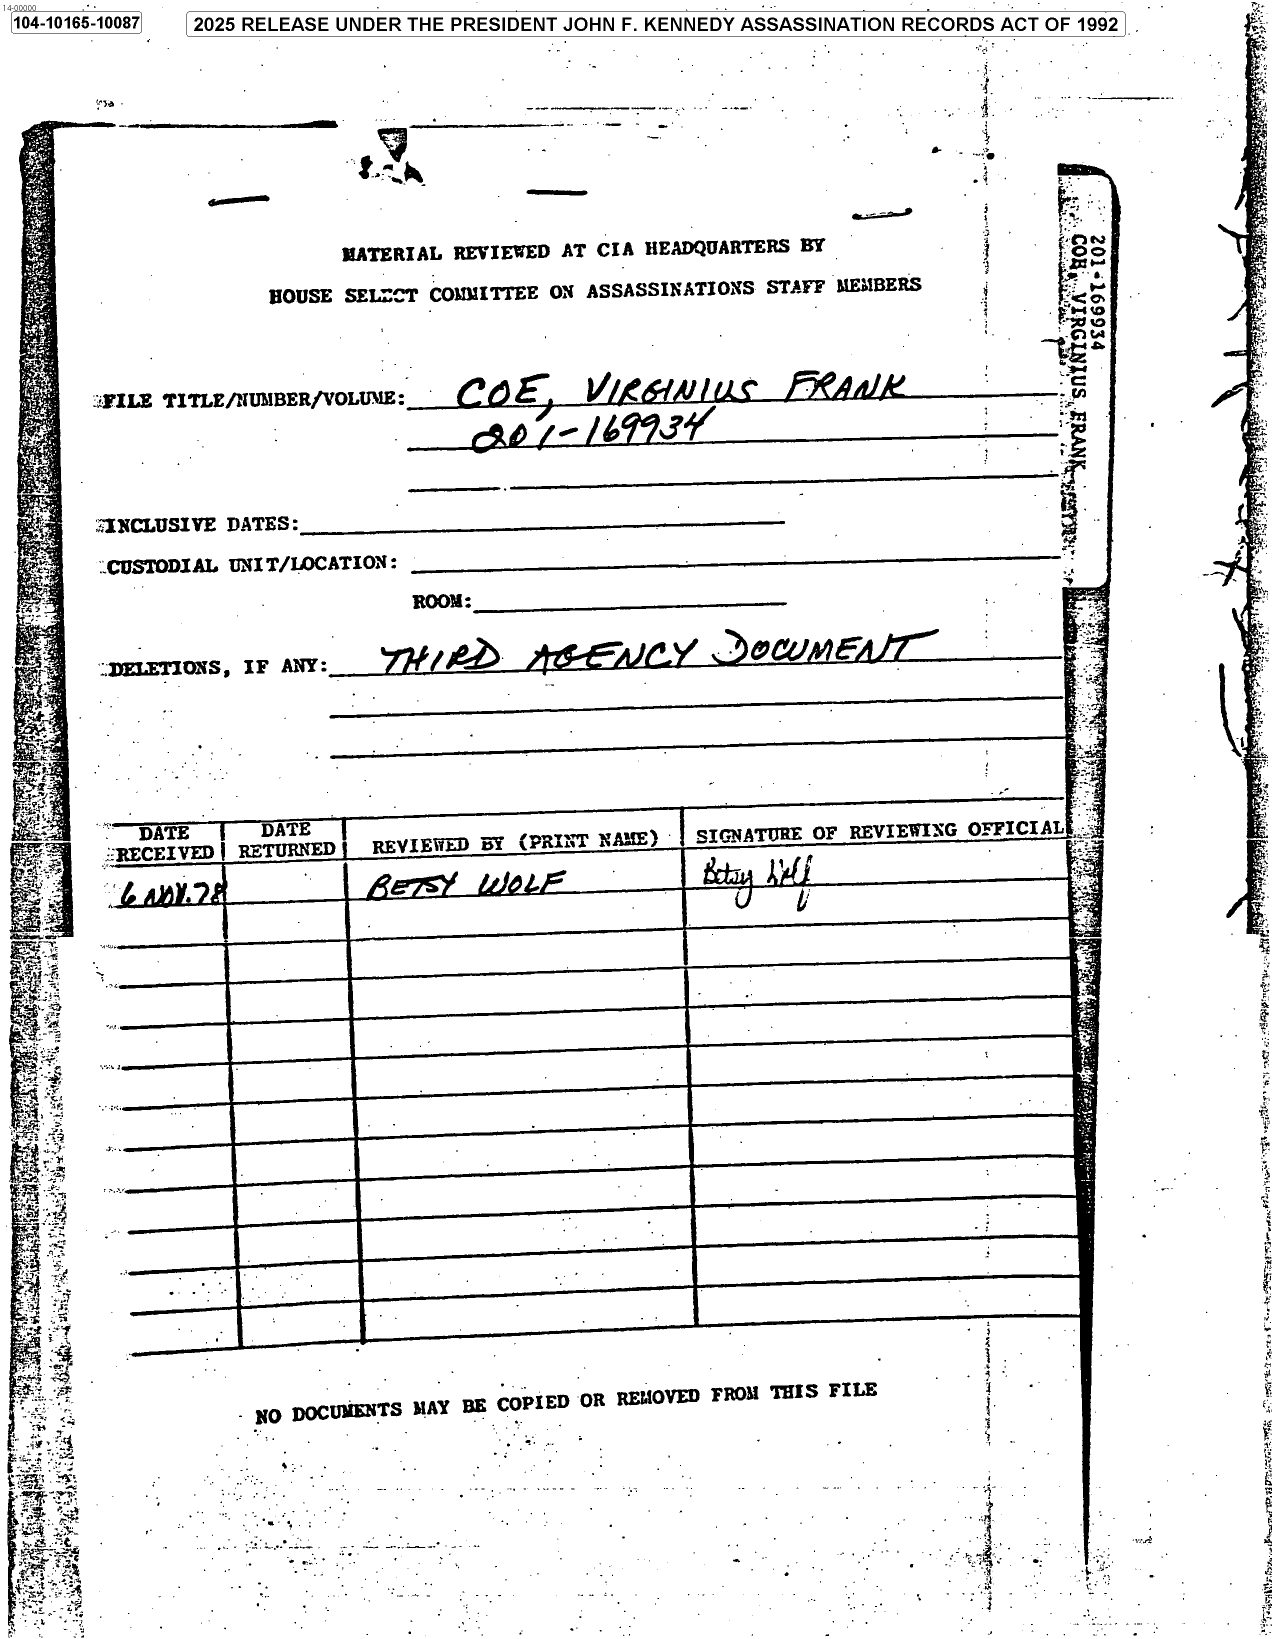 14-00000
104-10165-10087
2025 RELEASE UNDER THE PRESIDENT JOHN F. KENNEDY ASSASSINATION RECORDS ACT OF 1992
MATERIAL REVIEWED AT CIA HEADQUARTERS BY
HOUSE SELECT COMMITTEE ON ASSASSINATIONS STAFF MEMBERS
201-169934
COE, VIRGINIUS FRANK
FILE TITLE/NUMBER/VOLUME: COE, VIRGINIUS FRANK
201-169934
INCLUSIVE DATES:
CUSTODIAL UNIT/LOCATION:
ROOM:
DELETIONS, IF ANY: THIRD AGENCY DOCUMENT
DATE RECEIVED DATE RETURNED REVIEWED BY (PRINT NAME) SIGNATURE OF REVIEWING OFFICIAL
6 NOV. 78 BETSY WOLF Betsy Wolf
NO DOCUMENTS MAY BE COPIED OR REMOVED FROM THIS FILE